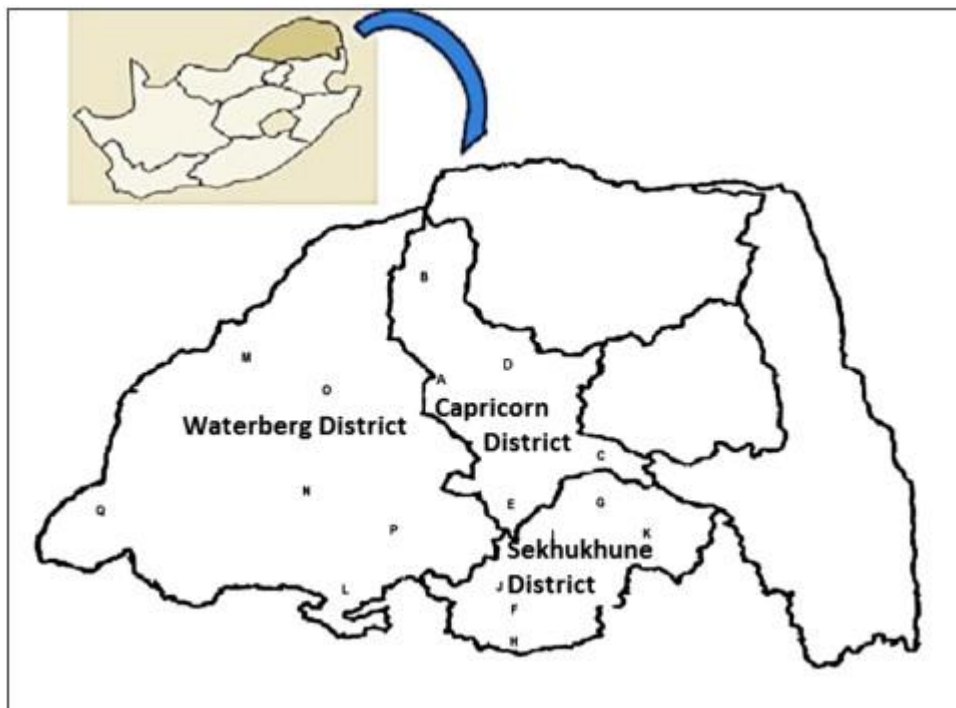 B
M
D
A
O
Capricorn
Waterberg District
District
C
N
E
G
Q
P
K
I
Sekhukhune
J
District
L
F
H